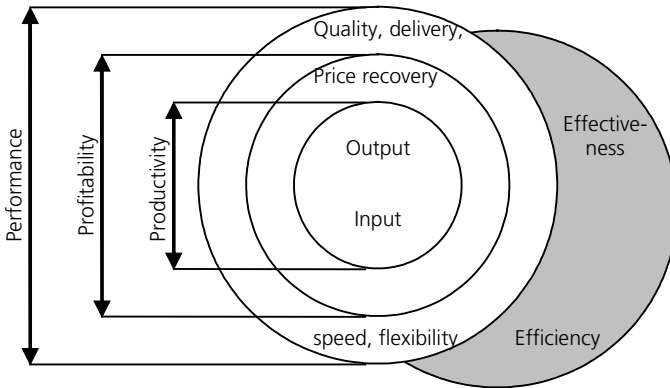 Quality, delivery,
Price recovery
Output
Input
speed, flexibility
Effective-
ness
Efficiency
Performance
Profitability
Productivity